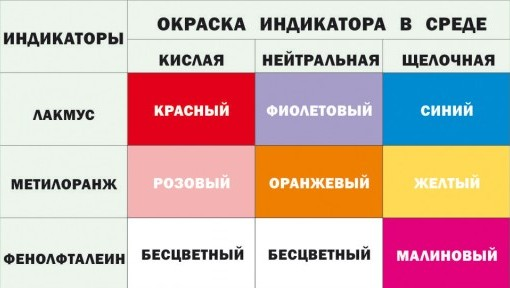 ИНДИКАТОРЫ
ОКРАСКА ИНДИКАТОРА В СРЕДЕ
КИСЛАЯ НЕЙТРАЛЬНАЯ ЩЕЛОЧНАЯ
ЛАКМУС КРАСНЫЙ ФИОЛЕТОВЫЙ СИНИЙ
МЕТИЛОРАНЖ РОЗОВЫЙ ОРАНЖЕВЫЙ ЖЕЛТЫЙ
ФЕНОЛФТАЛЕИН БЕСЦВЕТНЫЙ БЕСЦВЕТНЫЙ МАЛИНОВЫЙ